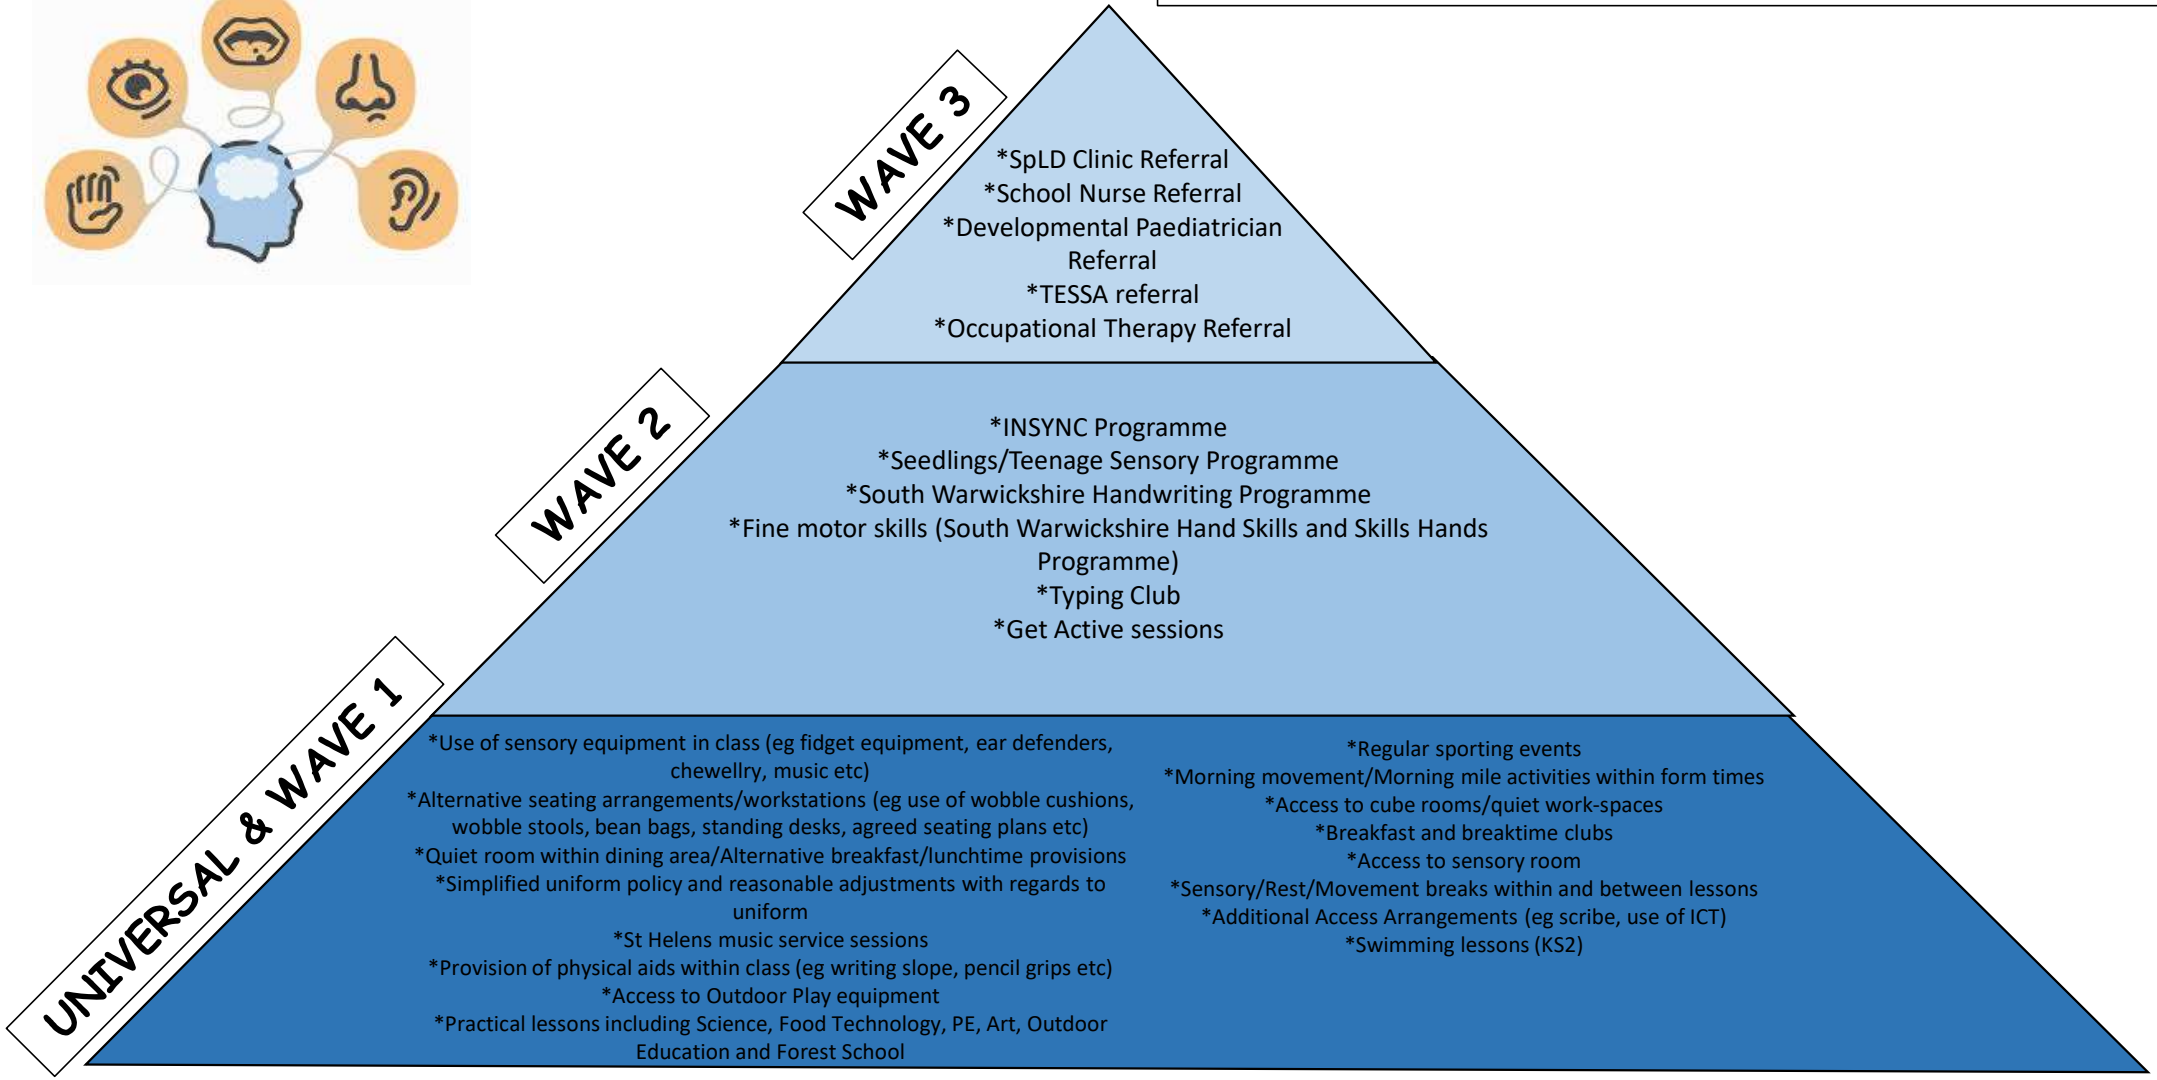 WAVE 3
*SpLD Clinic Referral
*School Nurse Referral
*Developmental Paediatrician
Referral
*TESSA referral
*Occupational Therapy Referral
WAVE 2
*INSYNC Programme
*Seedlings/Teenage Sensory Programme
*South Warwickshire Handwriting Programme
*Fine motor skills (South Warwickshire Hand Skills and Skills Hands
Programme)
*Typing Club
*Get Active sessions
UNIVERSAL & WAVE 1
*Use of sensory equipment in class (eg fidget equipment, ear defenders,
chewellry, music etc)
*Alternative seating arrangements/workstations (eg use of wobble cushions,
wobble stools, bean bags, standing desks, agreed seating plans etc)
*Quiet room within dining area/Alternative breakfast/lunchtime provisions
*Simplified uniform policy and reasonable adjustments with regards to
uniform
*St Helens music service sessions
*Provision of physical aids within class (eg writing slope, pencil grips etc)
*Access to Outdoor Play equipment
*Practical lessons including Science, Food Technology, PE, Art, Outdoor
Education and Forest School
*Regular sporting events
*Morning movement/Morning mile activities within form times
*Access to cube rooms/quiet work-spaces
*Breakfast and breaktime clubs
*Access to sensory room
*Sensory/Rest/Movement breaks within and between lessons
*Additional Access Arrangements (eg scribe, use of ICT)
*Swimming lessons (KS2)